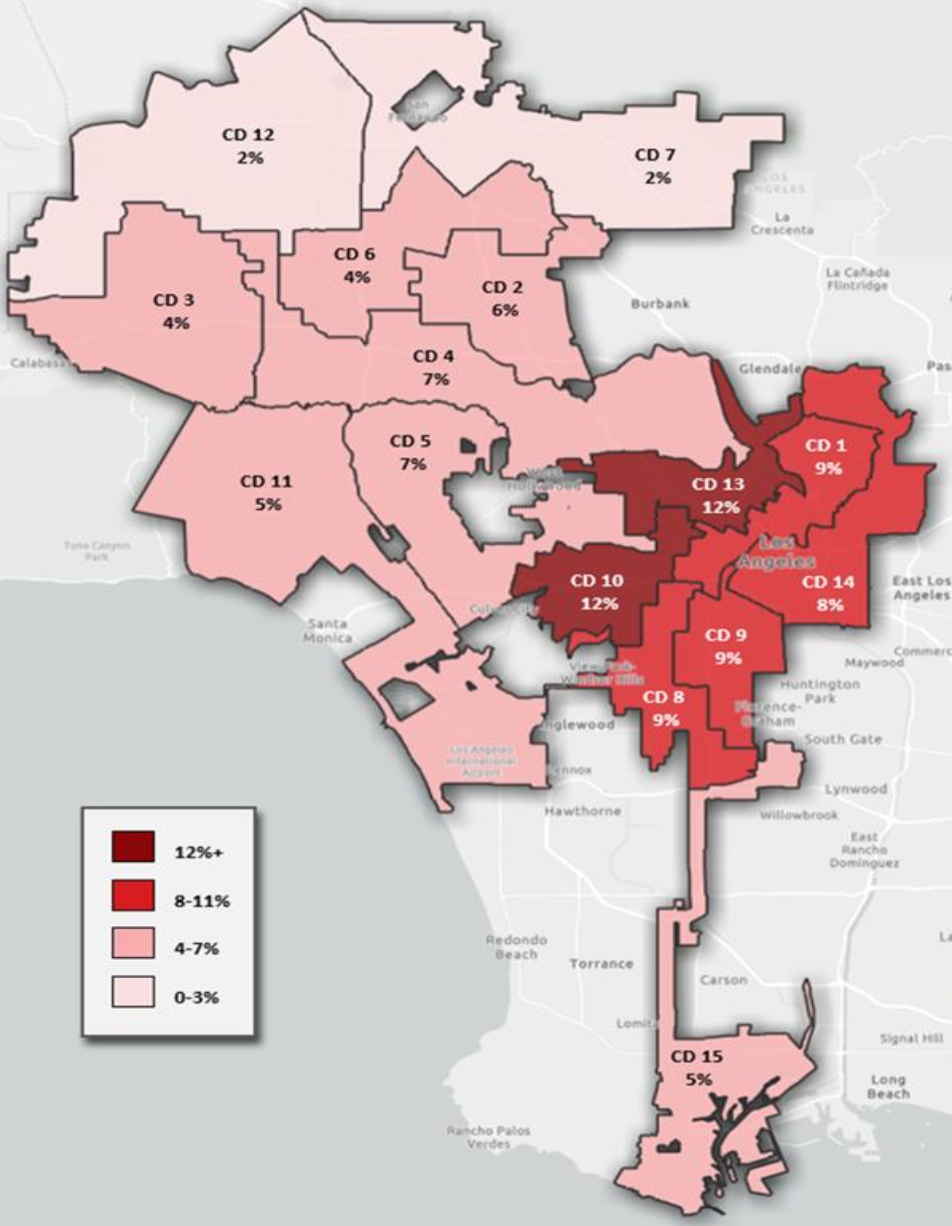 San
Fernando
CD 12
2%
CD 7
2%
LOS
ANGELES
La
Crescenta
CD 6
4%
La Cañada
Flintridge
CD 3
4%
CD 2
6%
Burbank
Calabasas
CD 4
7%
Glendale
Pas
CD 5
7%
CD 1
9%
CD 11
5%
West
Hollywood
CD 13
12%
Topa Canyon
Park
Los
Angeles
CD 10
12%
CD 14
8%
East Los
Angeles
Culver City
Santa
Monica
CD 9
9%
Commerc
Maywood
View Park-
Windsor Hills
Huntington
Park
CD 8
9%
Florence-
Graham
Inglewood
South Gate
Los Angeles
International
Airport
Lennox
Lynwood
Hawthorne
Willowbrook
East
Rancho
Dominguez
12%+
8-11%
4-7%
0-3%
Redondo
Beach
La
Torrance
Carson
Lomita
Signal Hill
CD 15
5%
Long
Beach
Rancho Palos
Verdes